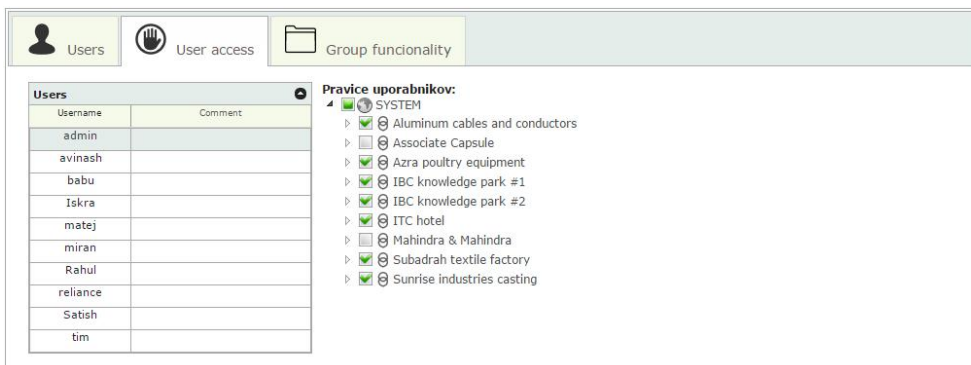 Users
User access
Group funcionality
Users
Username Comment
admin
avinash
babu
Iskra
matej
miran
Rahul
reliance
Satish
tim
Pravice uporabnikov:
SYSTEM
Aluminum cables and conductors
Associate Capsule
Azra poultry equipment
IBC knowledge park #1
IBC knowledge park #2
ITC hotel
Mahindra & Mahindra
Subadrah textile factory
Sunrise industries casting